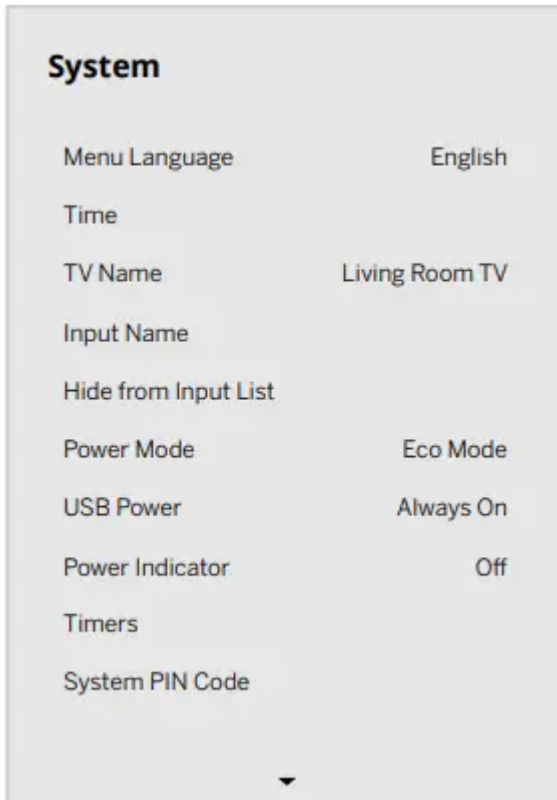 System
Menu Language English
Time
TV Name Living Room TV
Input Name
Hide from Input List
Power Mode Eco Mode
USB Power Always On
Power Indicator Off
Timers
System PIN Code